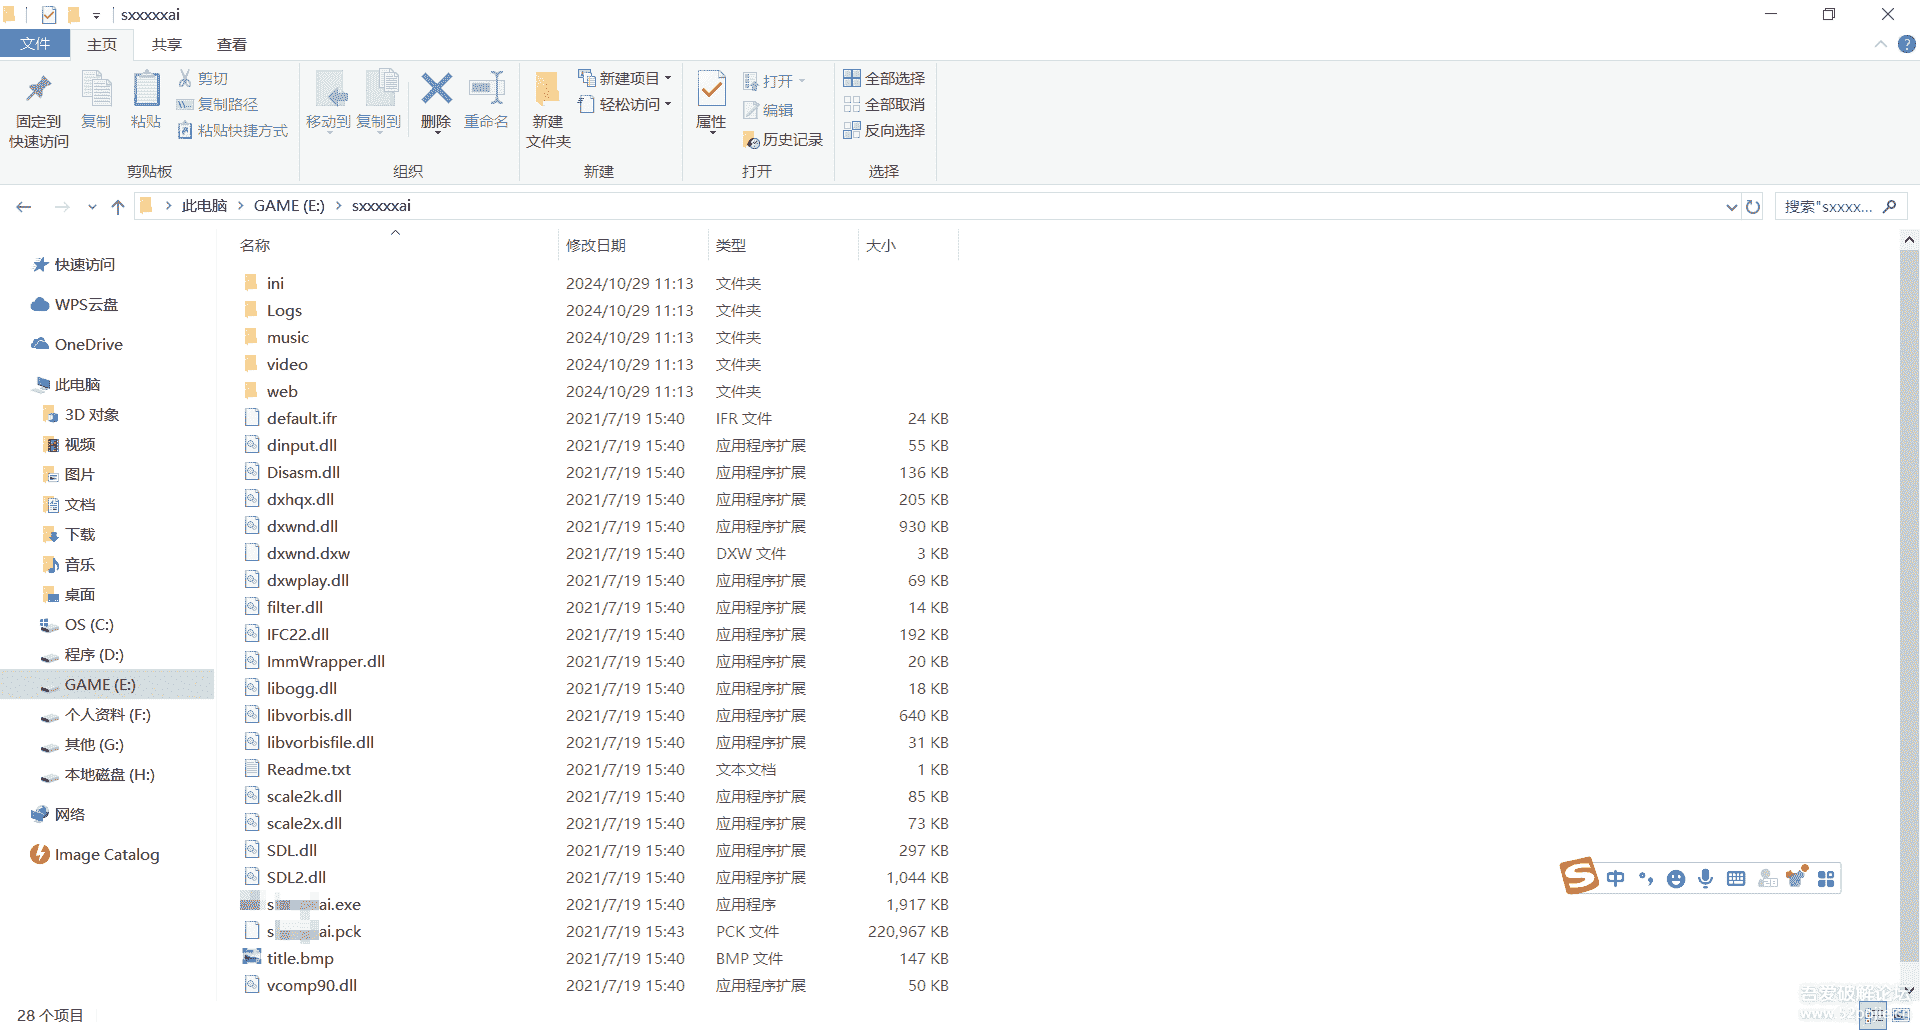 sxxxxxai
文件 主页 共享 查看
固定到 快速访问
复制
粘贴
剪切
复制路径
粘贴快捷方式
剪贴板
移动到 复制到 删除 重命名
组织
新建 文件夹
新建项目
轻松访问
新建
属性
打开
编辑
历史记录
打开
全部选择
全部取消
反向选择
选择
此电脑 > GAME (E:) > sxxxxxai
搜索"sxxxx...
快速访问
WPS云盘
OneDrive
此电脑
3D 对象
视频
图片
文档
下载
音乐
桌面
OS (C:)
程序 (D:)
GAME (E:)
个人资料 (F:)
其他 (G:)
本地磁盘 (H:)
网络
Image Catalog
名称 修改日期 类型 大小
ini 2024/10/29 11:13 文件夹
Logs 2024/10/29 11:13 文件夹
music 2024/10/29 11:13 文件夹
video 2024/10/29 11:13 文件夹
web 2024/10/29 11:13 文件夹
default.ifr 2021/7/19 15:40 IFR 文件 24 KB
dinput.dll 2021/7/19 15:40 应用程序扩展 55 KB
Disasm.dll 2021/7/19 15:40 应用程序扩展 136 KB
dxhqx.dll 2021/7/19 15:40 应用程序扩展 205 KB
dxwnd.dll 2021/7/19 15:40 应用程序扩展 930 KB
dxwnd.dxw 2021/7/19 15:40 DXW 文件 3 KB
dxwplay.dll 2021/7/19 15:40 应用程序扩展 69 KB
filter.dll 2021/7/19 15:40 应用程序扩展 14 KB
IFC22.dll 2021/7/19 15:40 应用程序扩展 192 KB
ImmWrapper.dll 2021/7/19 15:40 应用程序扩展 20 KB
libogg.dll 2021/7/19 15:40 应用程序扩展 18 KB
libvorbis.dll 2021/7/19 15:40 应用程序扩展 640 KB
libvorbisfile.dll 2021/7/19 15:40 应用程序扩展 31 KB
Readme.txt 2021/7/19 15:40 文本文档 1 KB
scale2k.dll 2021/7/19 15:40 应用程序扩展 85 KB
scale2x.dll 2021/7/19 15:40 应用程序扩展 73 KB
SDL.dll 2021/7/19 15:40 应用程序扩展 297 KB
SDL2.dll 2021/7/19 15:40 应用程序扩展 1,044 KB
s ai.exe 2021/7/19 15:40 应用程序 1,917 KB
s ai.pck 2021/7/19 15:43 PCK 文件 220,967 KB
title.bmp 2021/7/19 15:40 BMP 文件 147 KB
vcomp90.dll 2021/7/19 15:40 应用程序扩展 50 KB
中
28 个项目
吾爱破解论坛